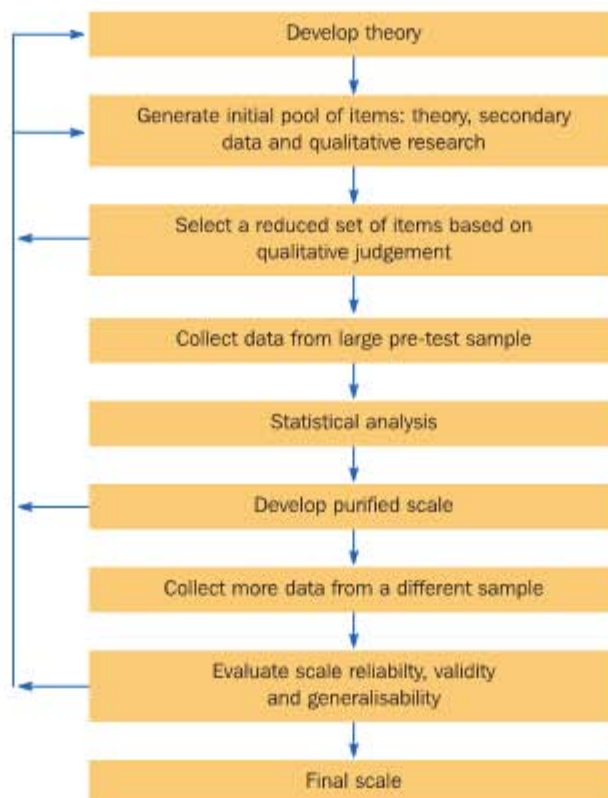 Develop theory
Generate initial pool of items: theory, secondary
data and qualitative research
Select a reduced set of items based on
qualitative judgement
Collect data from large pre-test sample
Statistical analysis
Develop purified scale
Collect more data from a different sample
Evaluate scale reliabilty, validity
and generalisability
Final scale